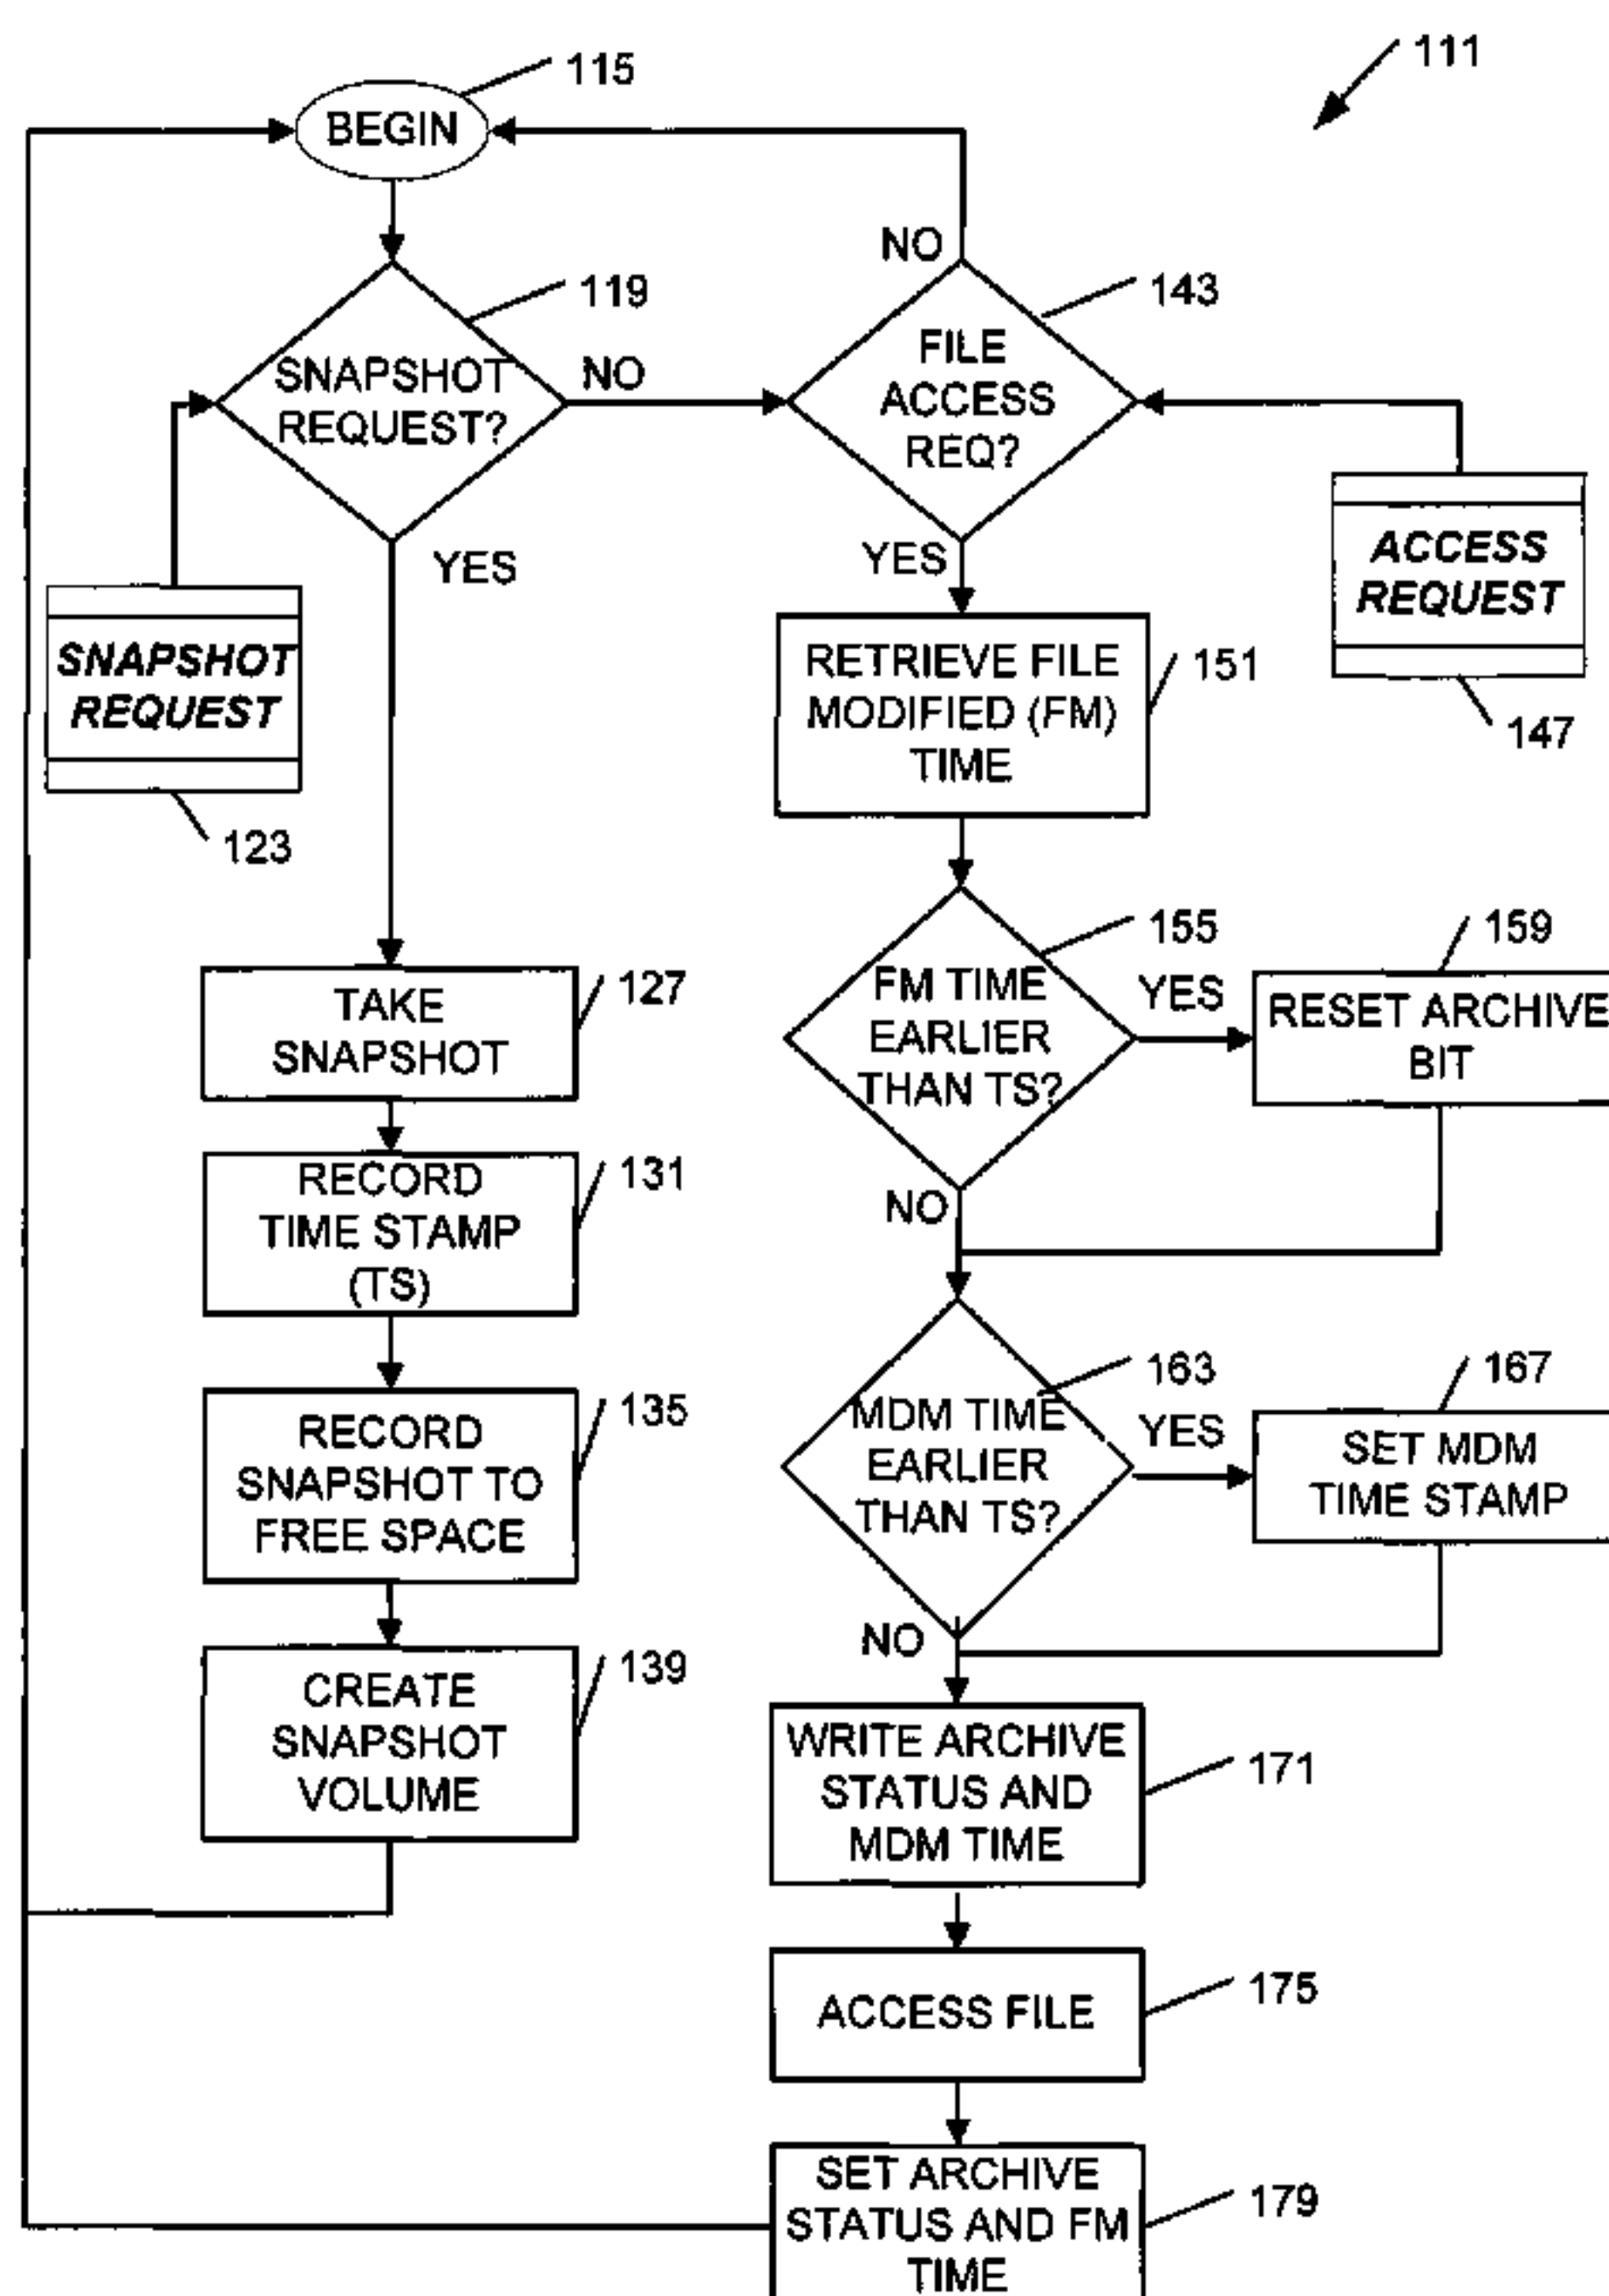 111
115
BEGIN
119
SNAPSHOT
REQUEST?
NO
YES
SNAPSHOT
REQUEST
123
NO
143
FILE
ACCESS
REQ?
YES
ACCESS
REQUEST
147
RETRIEVE FILE
MODIFIED (FM)
TIME
151
TAKE
SNAPSHOT
127
RECORD
TIME STAMP
(TS)
131
RECORD
SNAPSHOT TO
FREE SPACE
135
CREATE
SNAPSHOT
VOLUME
139
155
FM TIME
EARLIER
THAN TS?
YES
NO
159
RESET ARCHIVE
BIT
163
MDM TIME
EARLIER
THAN TS?
YES
NO
167
SET MDM
TIME STAMP
WRITE ARCHIVE
STATUS AND
MDM TIME
171
ACCESS FILE
175
SET ARCHIVE
STATUS AND FM
TIME
179